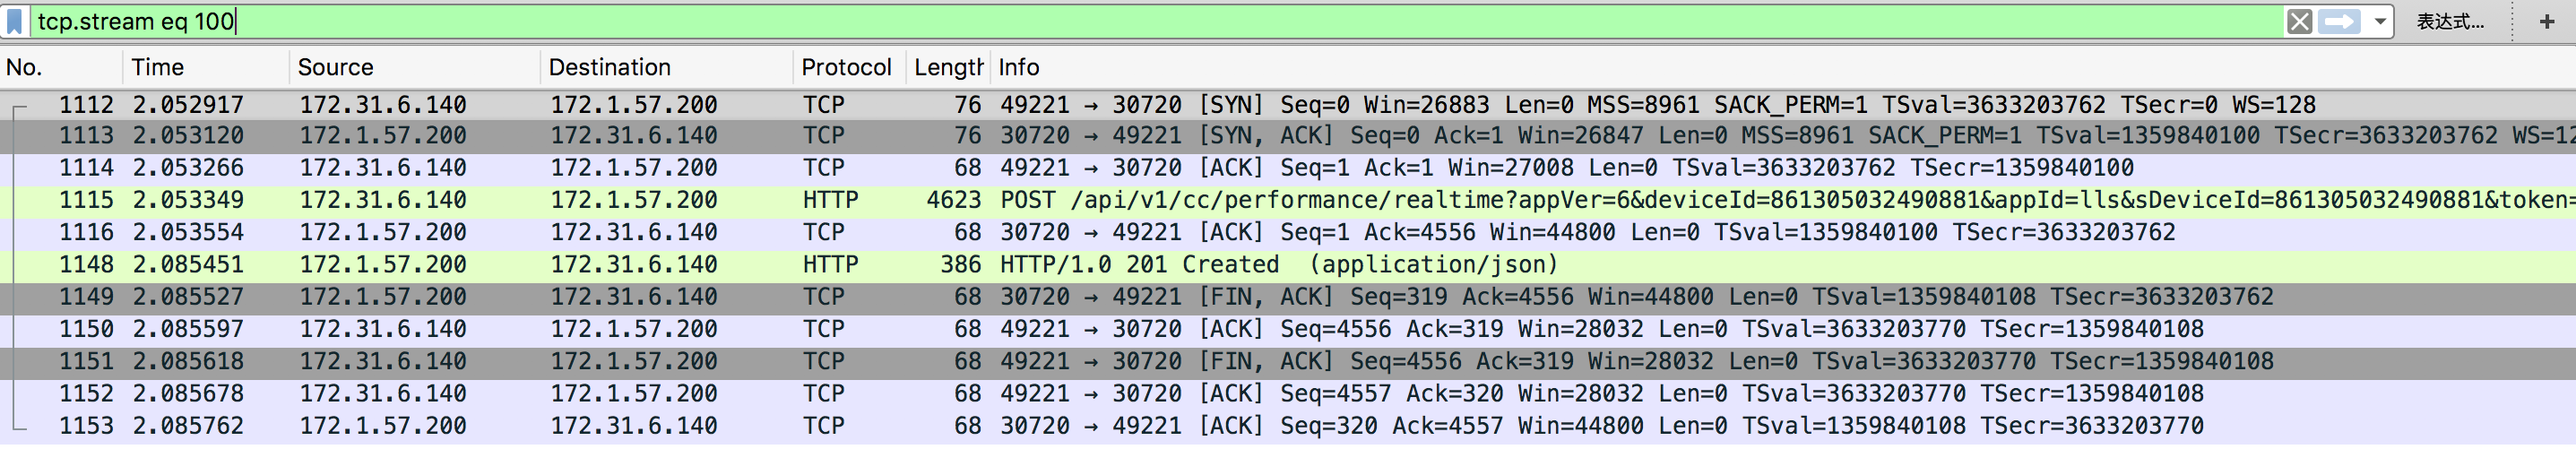 tcp.stream eq 100 表达式... +
No. Time Source Destination Protocol Length Info
1112 2.052917 172.31.6.140 172.1.57.200 TCP 76 49221 → 30720 [SYN] Seq=0 Win=26883 Len=0 MSS=8961 SACK_PERM=1 TSval=3633203762 TSecr=0 WS=128
1113 2.053120 172.1.57.200 172.31.6.140 TCP 76 30720 → 49221 [SYN, ACK] Seq=0 Ack=1 Win=26847 Len=0 MSS=8961 SACK_PERM=1 TSval=1359840100 TSecr=3633203762 WS=12
1114 2.053266 172.31.6.140 172.1.57.200 TCP 68 49221 → 30720 [ACK] Seq=1 Ack=1 Win=27008 Len=0 TSval=3633203762 TSecr=1359840100
1115 2.053349 172.31.6.140 172.1.57.200 HTTP 4623 POST /api/v1/cc/performance/realtime?appVer=6&deviceId=861305032490881&appId=lls&sDeviceId=861305032490881&token=
1116 2.053554 172.1.57.200 172.31.6.140 TCP 68 30720 → 49221 [ACK] Seq=1 Ack=4556 Win=44800 Len=0 TSval=1359840100 TSecr=3633203762
1148 2.085451 172.1.57.200 172.31.6.140 HTTP 386 HTTP/1.0 201 Created (application/json)
1149 2.085527 172.1.57.200 172.31.6.140 TCP 68 30720 → 49221 [FIN, ACK] Seq=319 Ack=4556 Win=44800 Len=0 TSval=1359840108 TSecr=3633203762
1150 2.085597 172.31.6.140 172.1.57.200 TCP 68 49221 → 30720 [ACK] Seq=4556 Ack=319 Win=28032 Len=0 TSval=3633203770 TSecr=1359840108
1151 2.085618 172.31.6.140 172.1.57.200 TCP 68 49221 → 30720 [FIN, ACK] Seq=4556 Ack=319 Win=28032 Len=0 TSval=3633203770 TSecr=1359840108
1152 2.085678 172.31.6.140 172.1.57.200 TCP 68 49221 → 30720 [ACK] Seq=4557 Ack=320 Win=28032 Len=0 TSval=3633203770 TSecr=1359840108
1153 2.085762 172.1.57.200 172.31.6.140 TCP 68 30720 → 49221 [ACK] Seq=320 Ack=4557 Win=44800 Len=0 TSval=1359840108 TSecr=3633203770